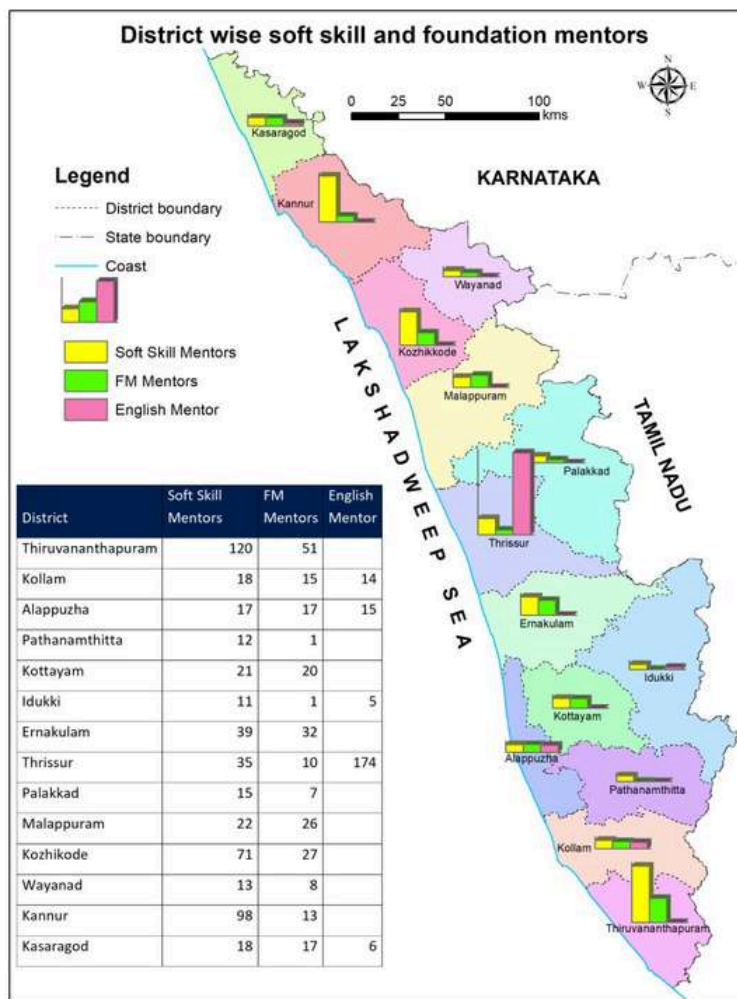 District wise soft skill and foundation mentors
N
W E
S
0 25 50 100
kms
Kasaragod
Legend
District boundary
State boundary
Coast
Soft Skill Mentors
FM Mentors
English Mentor
KARNATAKA
Kannur
Wayanad
Kozhikkode
Malappuram
LAKSHADWEEP SEA
TAMIL NADU
Palakkad
Thrissur
Ernakulam
Idukki
Kottayam
Alappuzha
Pathanamthitta
Kollam
Thiruvananthapuram
District Soft Skill Mentors FM Mentors English Mentor
Thiruvananthapuram 120 51
Kollam 18 15 14
Alappuzha 17 17 15
Pathanamthitta 12 1
Kottayam 21 20
Idukki 11 1 5
Ernakulam 39 32
Thrissur 35 10 174
Palakkad 15 7
Malappuram 22 26
Kozhikode 71 27
Wayanad 13 8
Kannur 98 13
Kasaragod 18 17 6